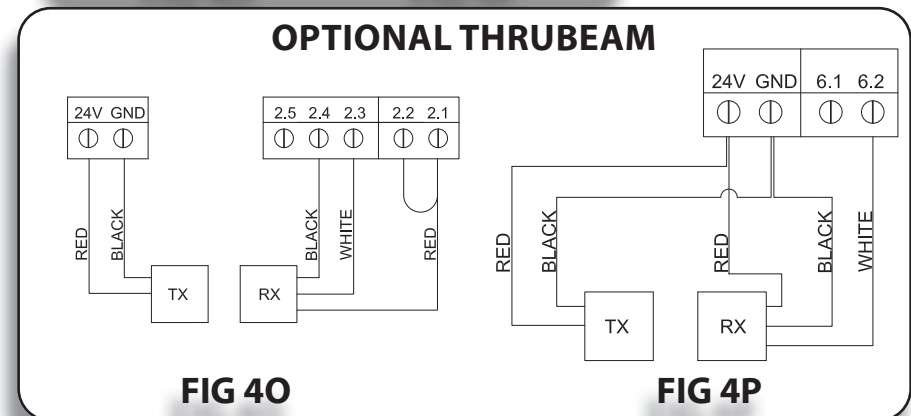 OPTIONAL THRUBEAM
24V GND
2.5 2.4 2.3 2.2 2.1
RED
BLACK
BLACK
WHITE
RED
TX
RX
FIG 4O
24V GND 6.1 6.2
RED
BLACK
RED
BLACK
WHITE
TX
RX
FIG 4P